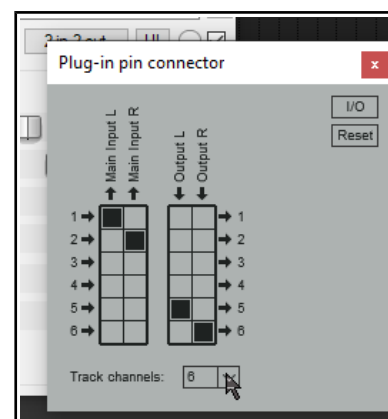 2 in 2 out UI
Plug-in pin connector x
I/O
Reset
Main Input L
Main Input R
Output L
Output R
1 1
2 2
3 3
4 4
5 5
6 6
Track channels: 6